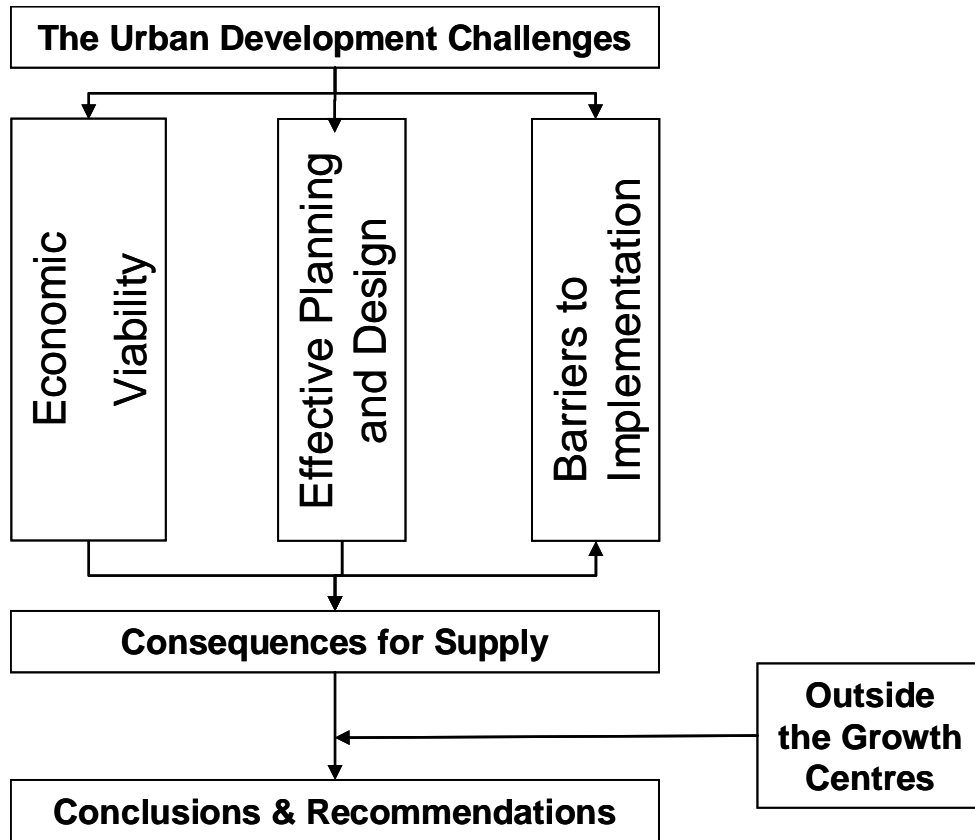 The Urban Development Challenges
Economic
Viability
Effective Planning
and Design
Barriers to
Implementation
Consequences for Supply
Outside
the Growth
Centres
Conclusions & Recommendations